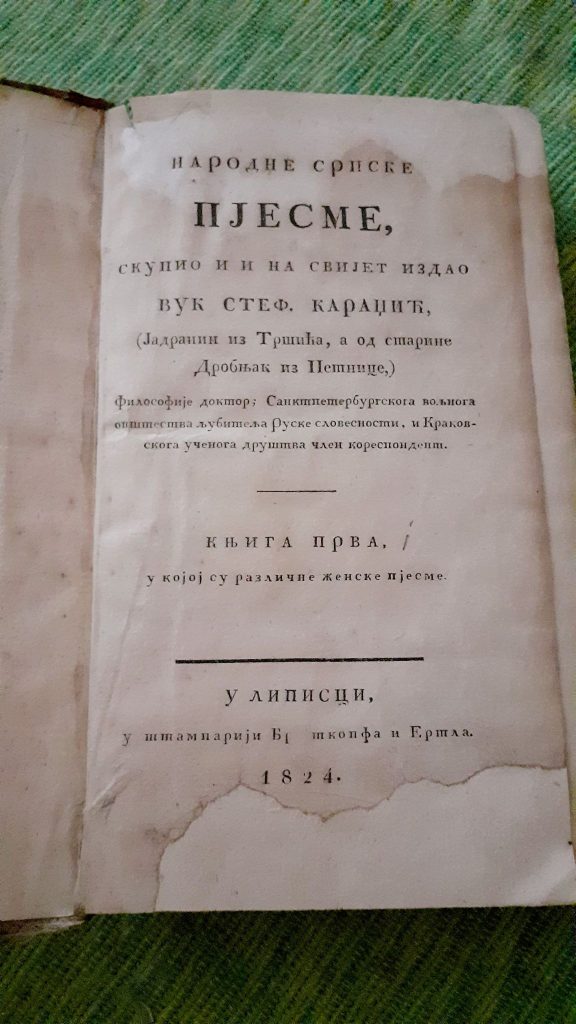 НАРОДНЕ СРПСКЕ
ПЈЕСМЕ,
СКУПИО И И НА СВИЈЕТ ИЗДАО
ВУК СТЕФ. КАРАЏИЋ,
(Јадранин из Тршића, а од старине
Дробњак из Петнице,)
Философије доктор; Санктпетербургскога вољнога
општества љубитеља Руске словесности, и Краков-
скога ученога друштва член кореспондент.
КЊИГА ПРВА,
у којој су различне женске пјесме.
У ЛИПИСЦИ,
у штампарији и Ертла.
1824.